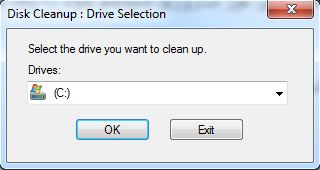 Disk Cleanup : Drive Selection
Select the drive you want to clean up.
Drives:
(C:)
OK Exit